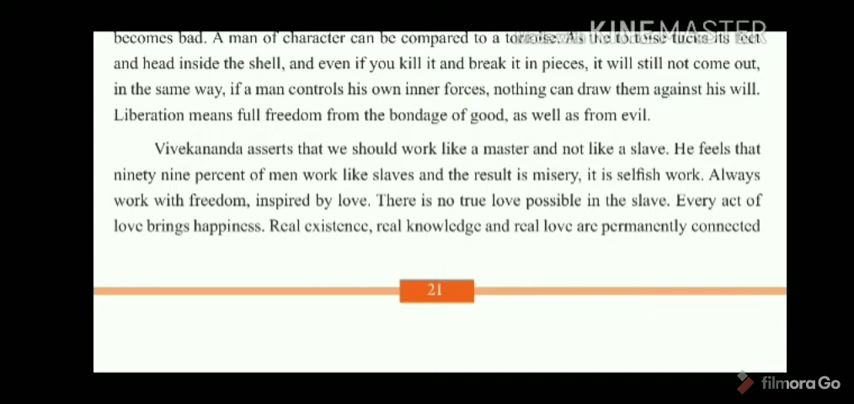 KINEMASTER
becomes bad. A man of character can be compared to a tortoise. As the tortoise tucks its feet
and head inside the shell, and even if you kill it and break it in pieces, it will still not come out,
in the same way, if a man controls his own inner forces, nothing can draw them against his will.
Liberation means full freedom from the bondage of good, as well as from evil.
Vivekananda asserts that we should work like a master and not like a slave. He feels that
ninety nine percent of men work like slaves and the result is misery, it is selfish work. Always
work with freedom, inspired by love. There is no true love possible in the slave. Every act of
love brings happiness. Real existence, real knowledge and real love are permanently connected
21
filmora Go